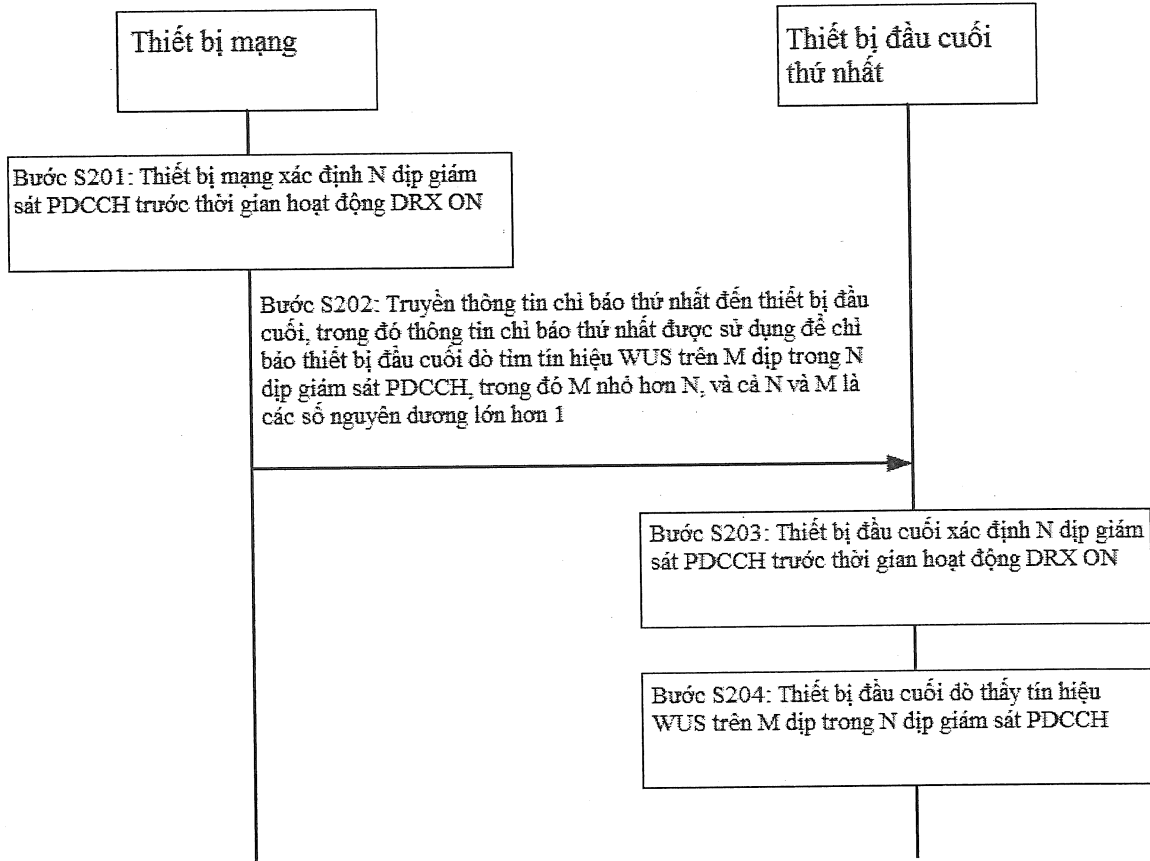 Thiết bị mạng
Thiết bị đầu cuối
thứ nhất
Bước S201: Thiết bị mạng xác định N dịp giám
sát PDCCH trước thời gian hoạt động DRX ON
Bước S202: Truyền thông tin chỉ báo thứ nhất đến thiết bị đầu
cuối, trong đó thông tin chỉ báo thứ nhất được sử dụng để chỉ
báo thiết bị đầu cuối dò tìm tín hiệu WUS trên M dịp trong N
dịp giám sát PDCCH, trong đó M nhỏ hơn N, và cả N và M là
các số nguyên dương lớn hơn 1
Bước S203: Thiết bị đầu cuối xác định N dịp giám
sát PDCCH trước thời gian hoạt động DRX ON
Bước S204: Thiết bị đầu cuối dò thấy tín hiệu
WUS trên M dịp trong N dịp giám sát PDCCH